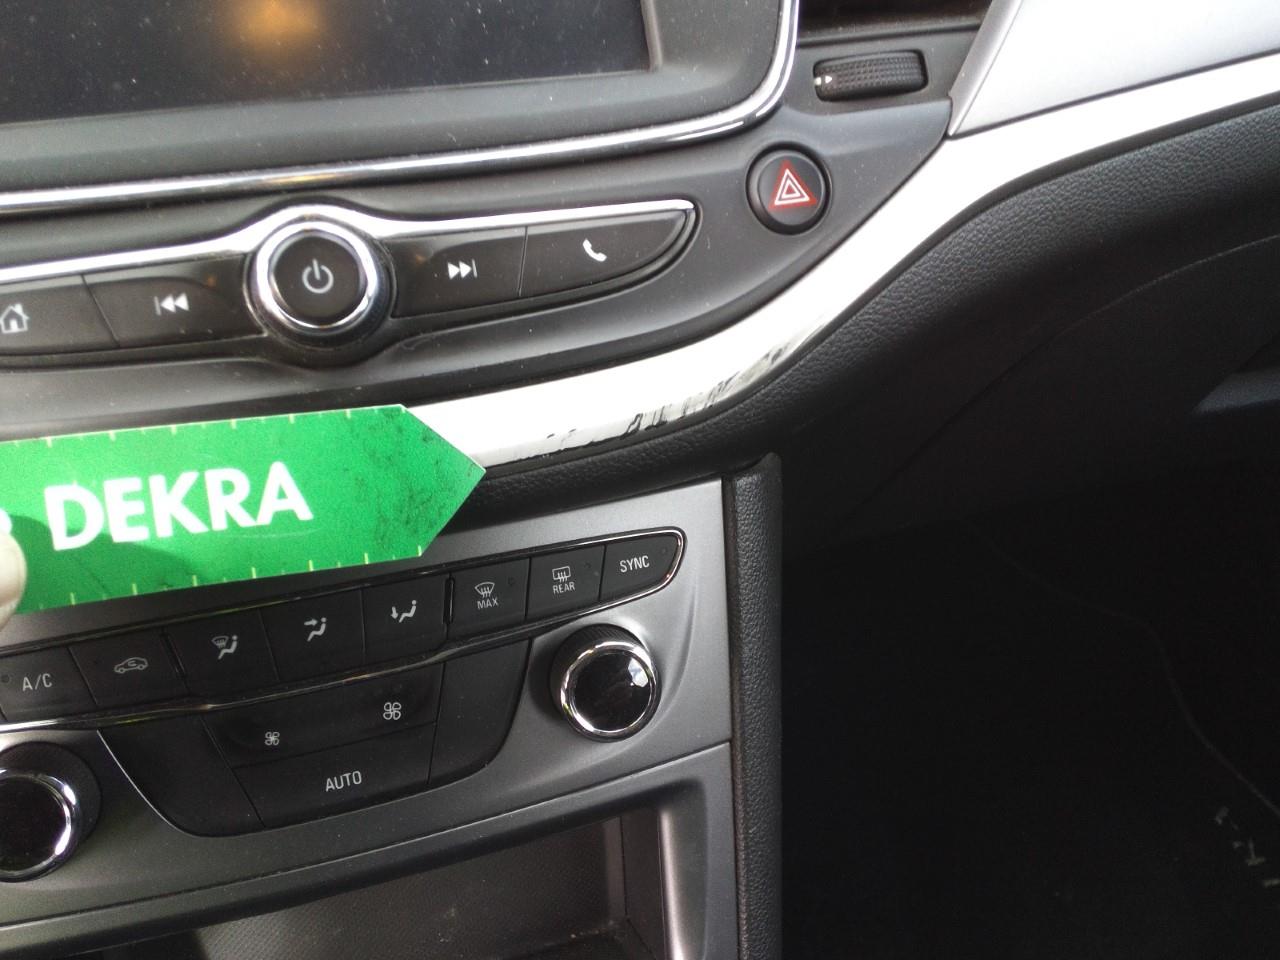 DEKRA
SYNC
REAR
MAX
A/C
AUTO